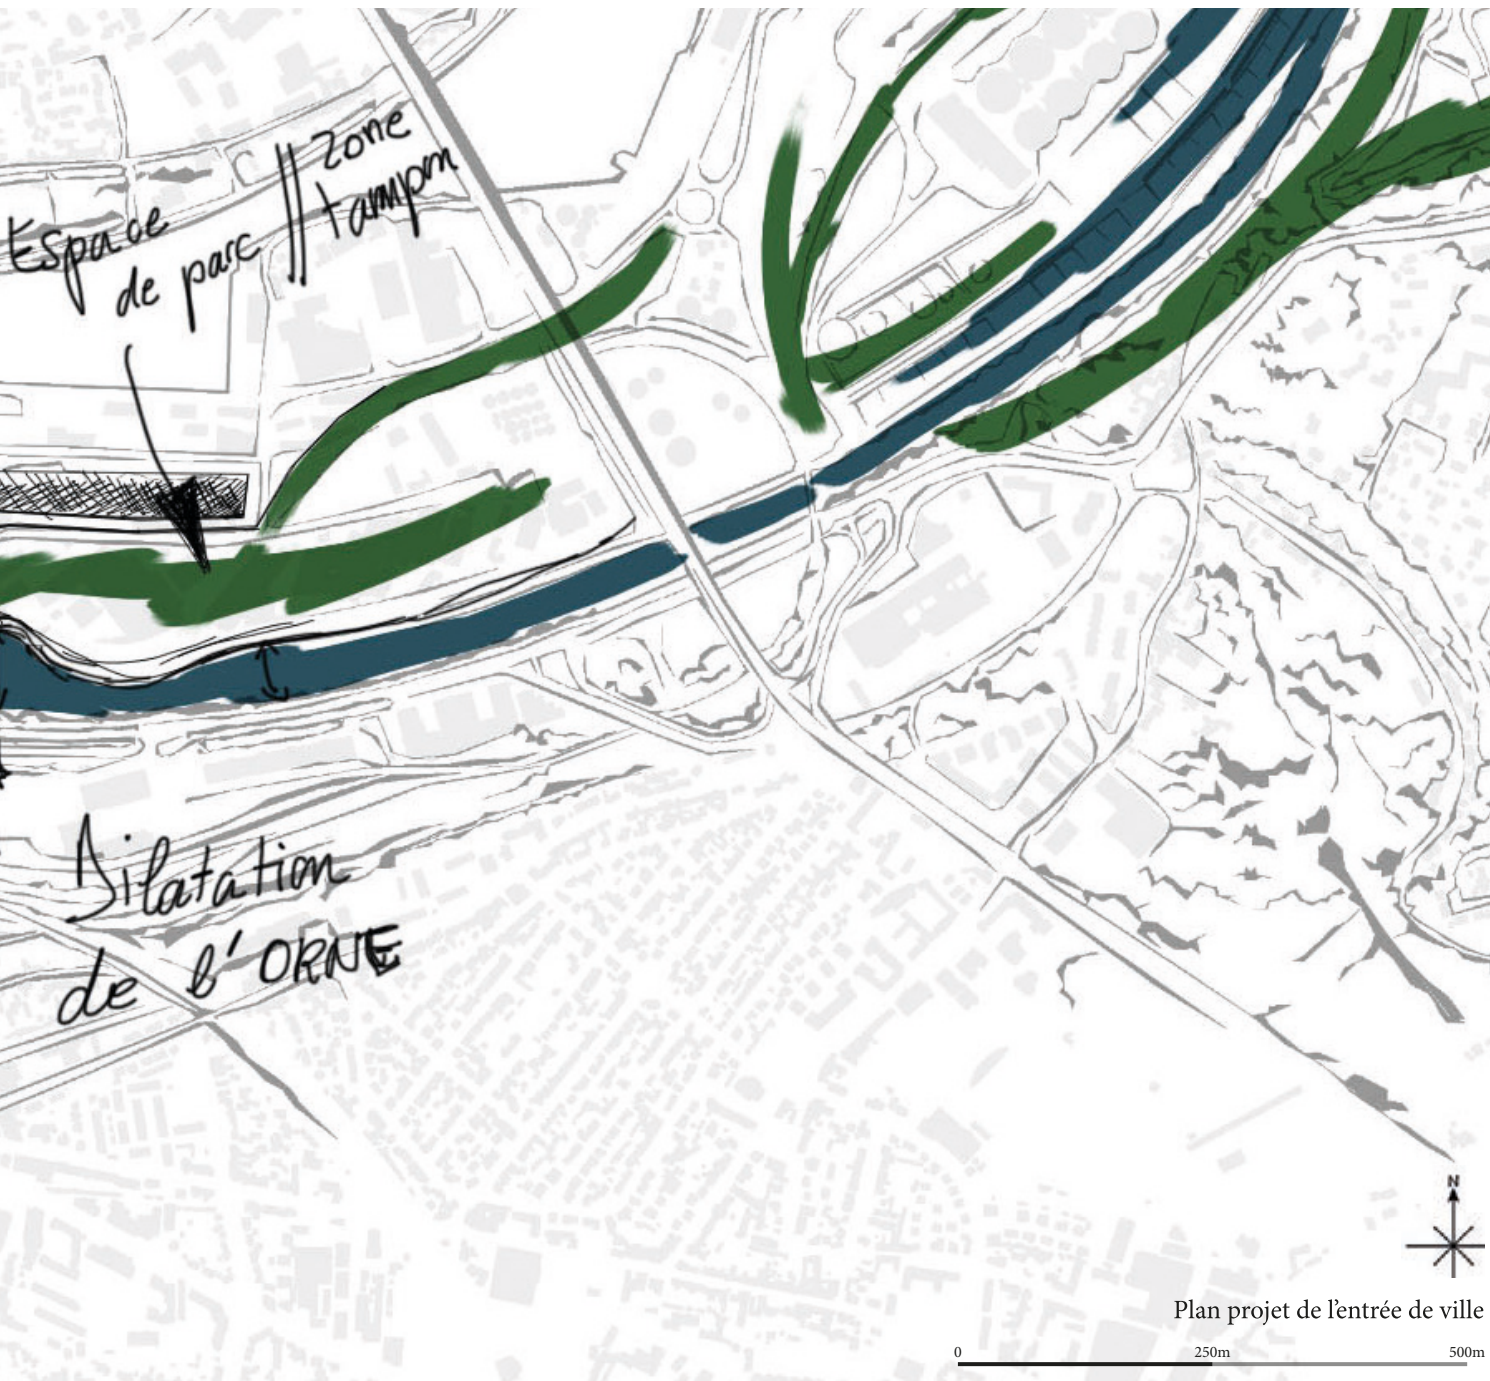 Espace
de parc || Zone
tampon
Dilatation
de l'ORNE
N
Plan projet de l'entrée de ville
0 250m 500m